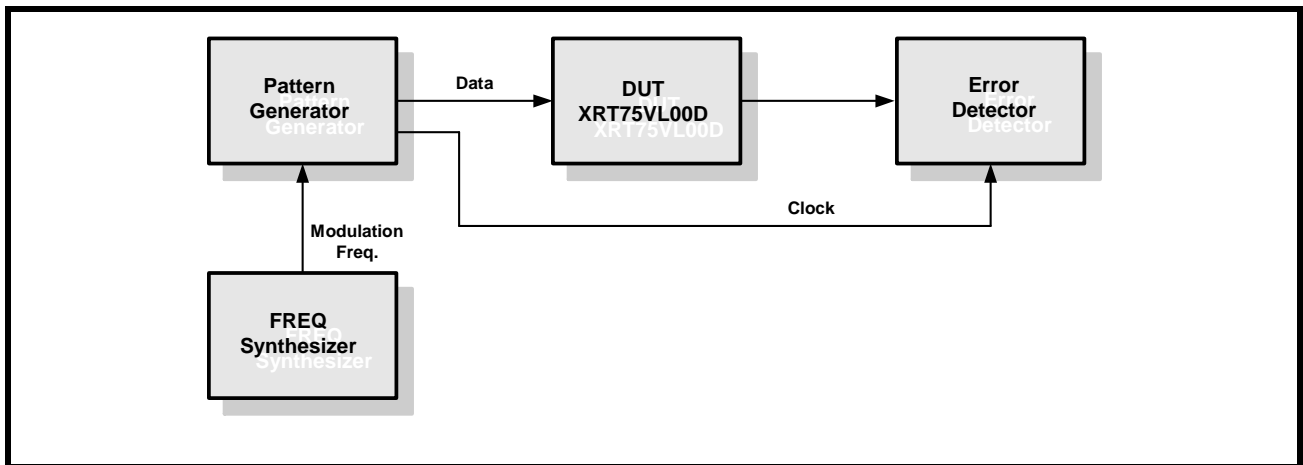 Pattern
Generator
Data
DUT
XRT75VL00D
Error
Detector
Clock
Modulation
Freq.
FREQ
Synthesizer